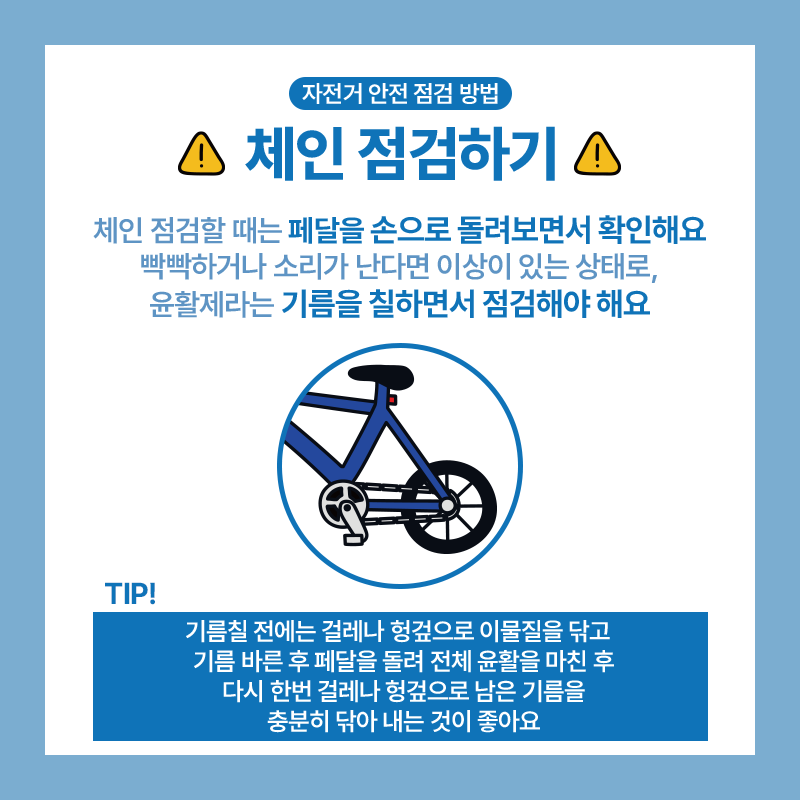 자전거 안전 점검 방법
체인 점검하기
체인 점검할 때는 페달을 손으로 돌려보면서 확인해요
빡빡하거나 소리가 난다면 이상이 있는 상태로,
윤활제라는 기름을 칠하면서 점검해야 해요
TIP!
기름칠 전에는 걸레나 헝겊으로 이물질을 닦고
기름 바른 후 페달을 돌려 전체 윤활을 마친 후
다시 한번 걸레나 헝겊으로 남은 기름을
충분히 닦아 내는 것이 좋아요